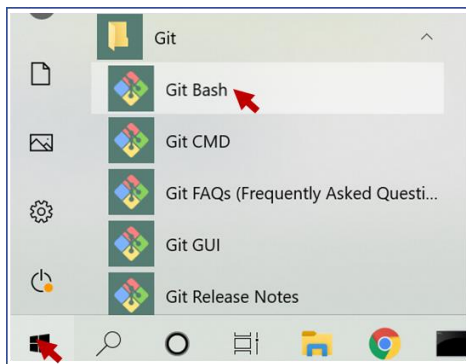 Git
Git Bash
Git CMD
Git FAQs (Frequently Asked Questi...
Git GUI
Git Release Notes